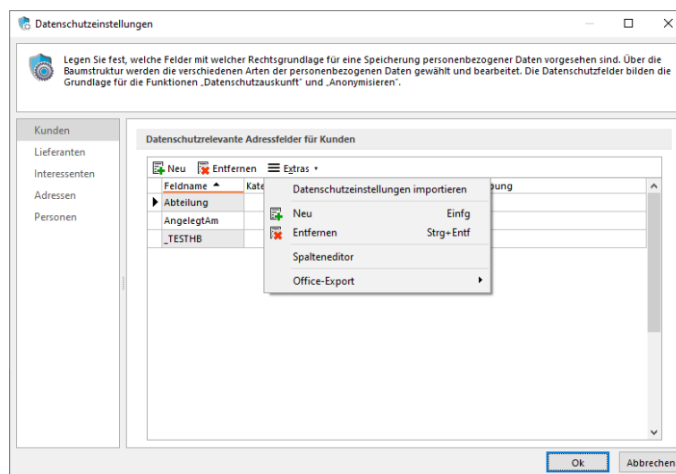 Datenschutzeinstellungen
Legen Sie fest, welche Felder mit welcher Rechtsgrundlage für eine Speicherung personenbezogener Daten vorgesehen sind. Über die
Baumstruktur werden die verschiedenen Arten der personenbezogenen Daten gewählt und bearbeitet. Die Datenschutzfelder bilden die
Grundlage für die Funktionen „Datenschutzauskunft“ und „Anonymisieren“.
Kunden
Lieferanten
Interessenten
Adressen
Personen
Datenschutzrelevante Adressfelder für Kunden
Neu Entfernen Extras
Feldname Kate bung
Abteilung
AngelegtAm
_TESTHB
Datenschutzeinstellungen importieren
Neu Einfg
Entfernen Strg+Entf
Spalteneditor
Office-Export
Ok Abbrechen